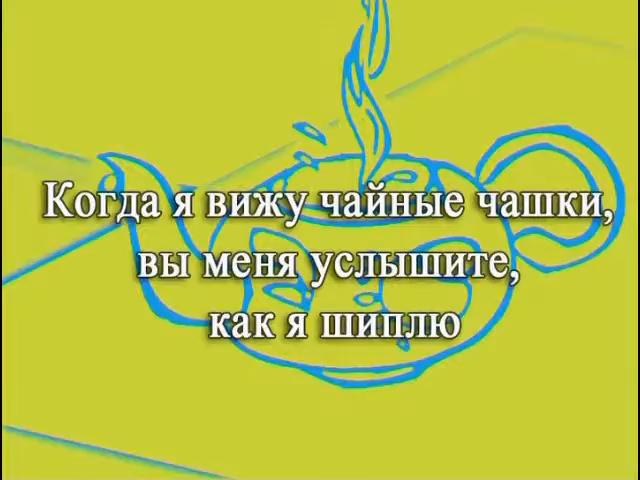 Когда я вижу чайные чашки,
вы меня услышите,
как я шиплю